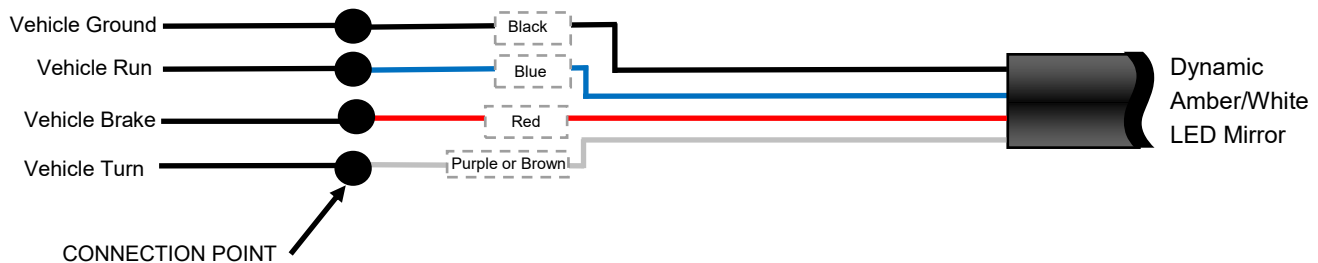 Vehicle Ground
Black
Vehicle Run
Blue
Vehicle Brake
Red
Vehicle Turn
Purple or Brown
Dynamic
Amber/White
LED Mirror
CONNECTION POINT